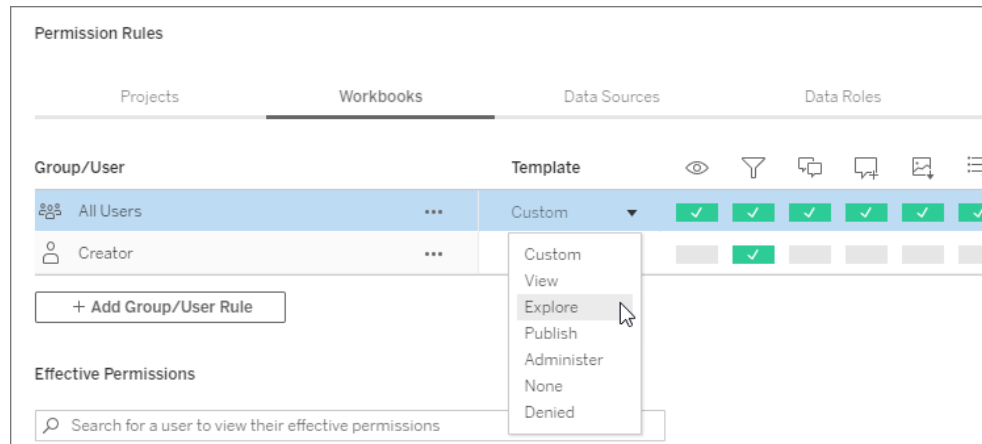 Permission Rules
Projects Workbooks Data Sources Data Roles
Group/User Template
All Users ••• Custom
Creator •••
Custom
View
Explore
Publish
Administer
None
Denied
+ Add Group/User Rule
Effective Permissions
Search for a user to view their effective permissions